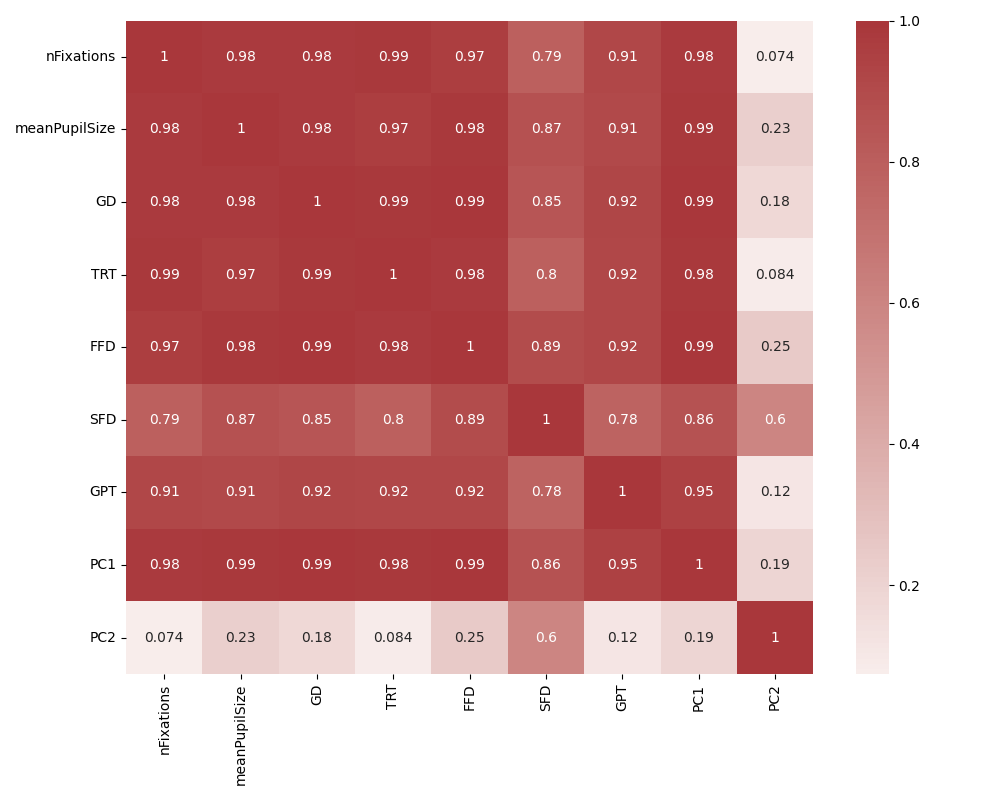 nFixations 1 0.98 0.98 0.99 0.97 0.79 0.91 0.98 0.074
meanPupilSize 0.98 1 0.98 0.97 0.98 0.87 0.91 0.99 0.23
GD 0.98 0.98 1 0.99 0.99 0.85 0.92 0.99 0.18
TRT 0.99 0.97 0.99 1 0.98 0.8 0.92 0.98 0.084
FFD 0.97 0.98 0.99 0.98 1 0.89 0.92 0.99 0.25
SFD 0.79 0.87 0.85 0.8 0.89 1 0.78 0.86 0.6
GPT 0.91 0.91 0.92 0.92 0.92 0.78 1 0.95 0.12
PC1 0.98 0.99 0.99 0.98 0.99 0.86 0.95 1 0.19
PC2 0.074 0.23 0.18 0.084 0.25 0.6 0.12 0.19 1
nFixations meanPupilSize GD TRT FFD SFD GPT PC1 PC2
1.0
0.8
0.6
0.4
0.2